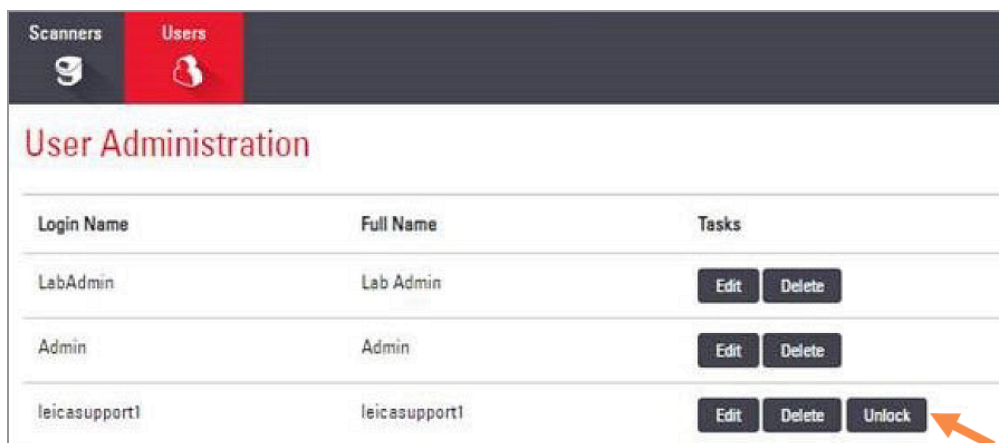 Scanners Users
User Administration
Login Name Full Name Tasks
LabAdmin Lab Admin Edit Delete
Admin Admin Edit Delete
leicasupport1 leicasupport1 Edit Delete Unlock